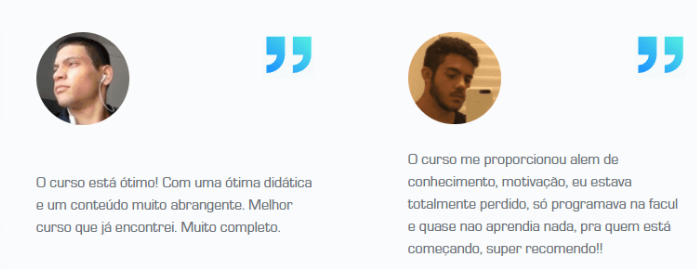 O curso está ótimo! Com uma ótima didática
e um conteúdo muito abrangente. Melhor
curso que já encontrei. Muito completo.
O curso me proporcionou alem de
conhecimento, motivação, eu estava
totalmente perdido, só programava na facul
e quase nao aprendia nada, pra quem está
começando, super recomendo!!